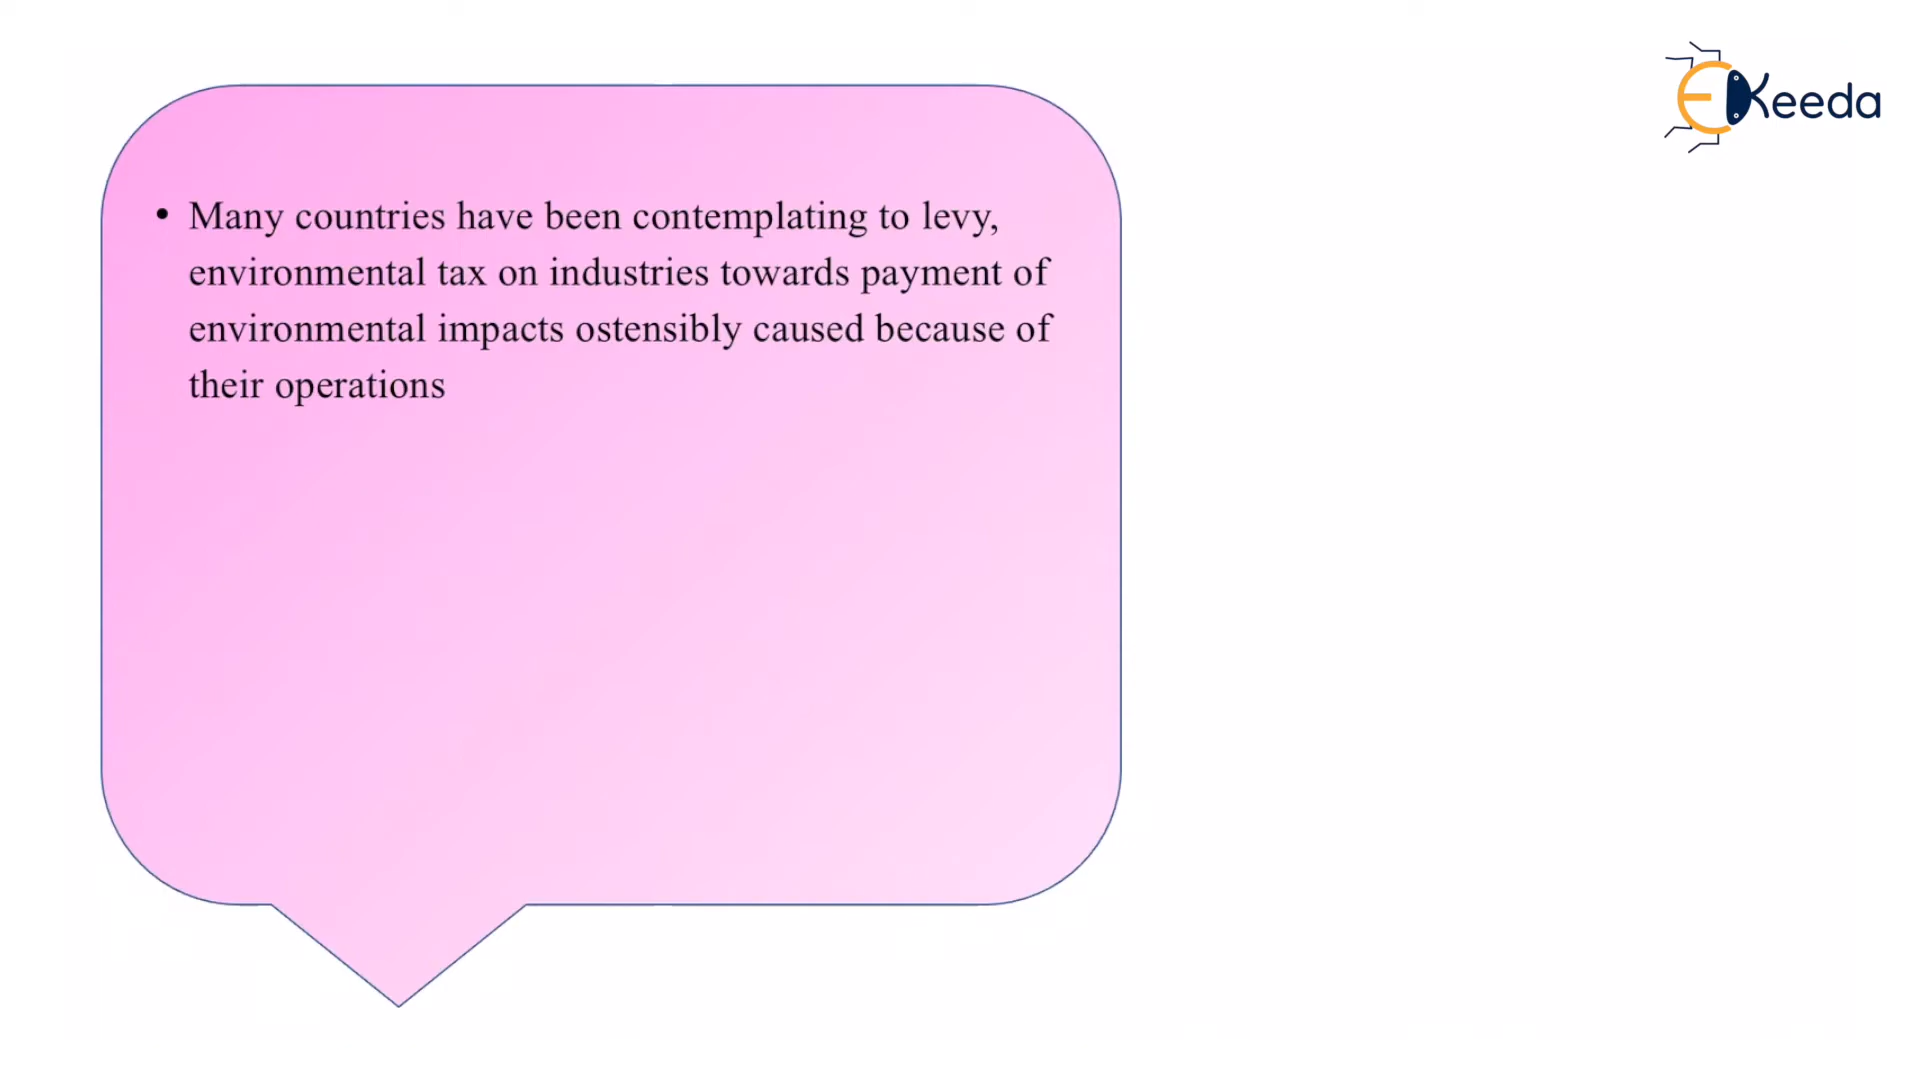 EKeeda
• Many countries have been contemplating to levy,
environmental tax on industries towards payment of
environmental impacts ostensibly caused because of
their operations